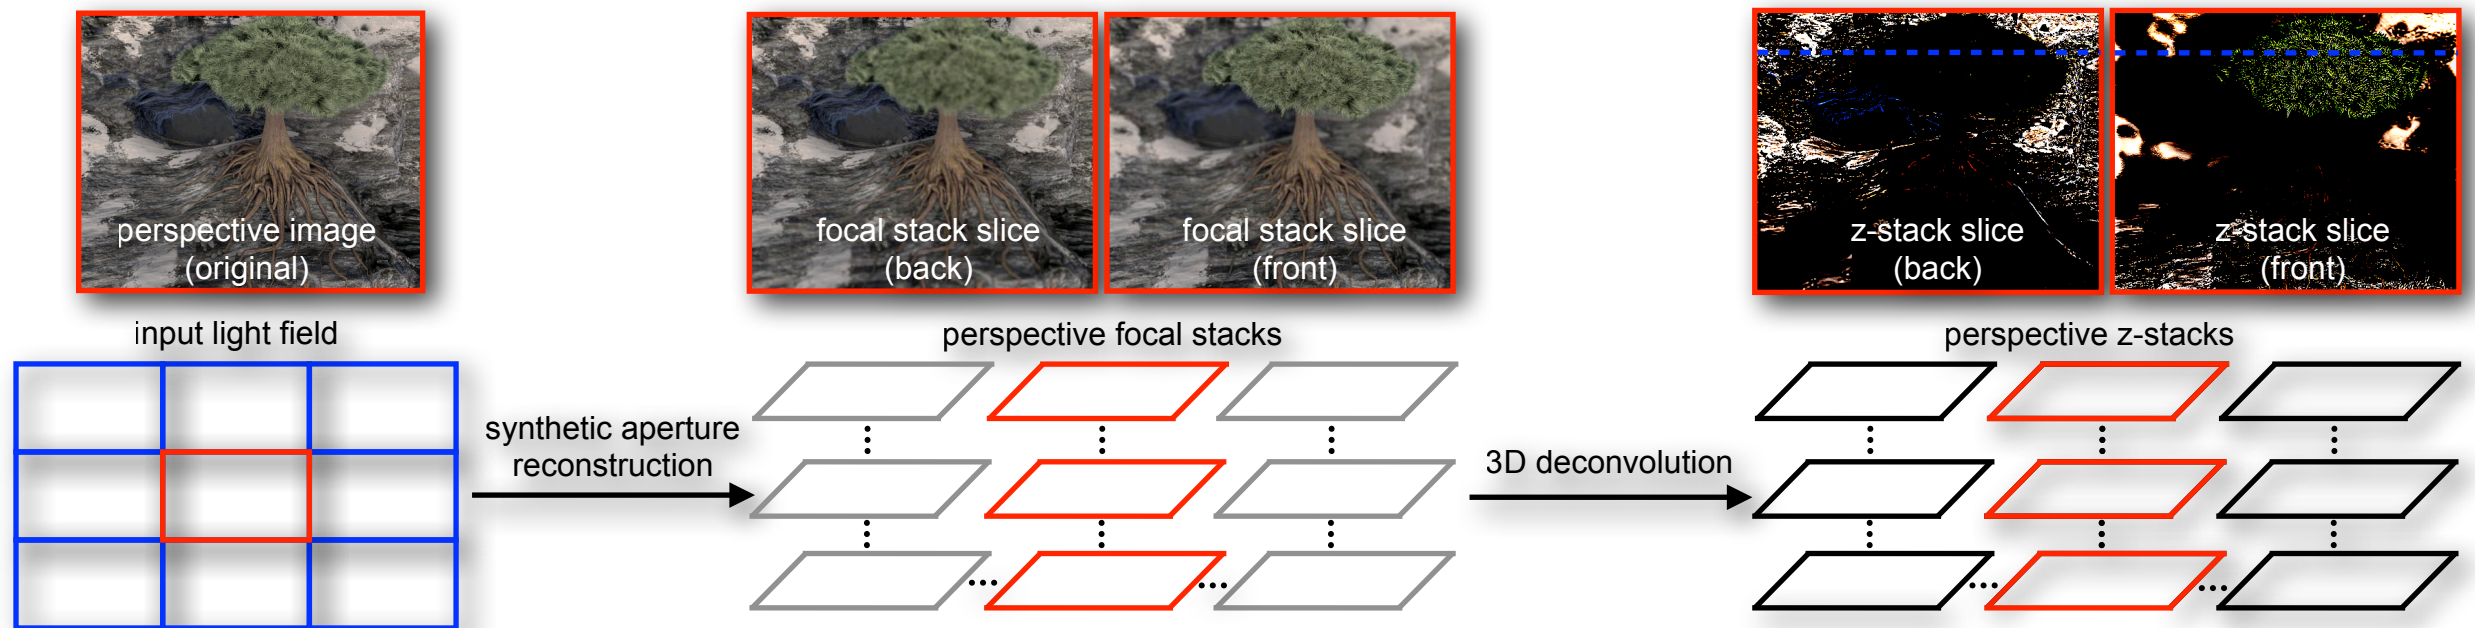 perspective image
(original)
focal stack slice
(back)
focal stack slice
(front)
z-stack slice
(back)
z-stack slice
(front)
input light field
perspective focal stacks
perspective z-stacks
synthetic aperture
reconstruction
3D deconvolution